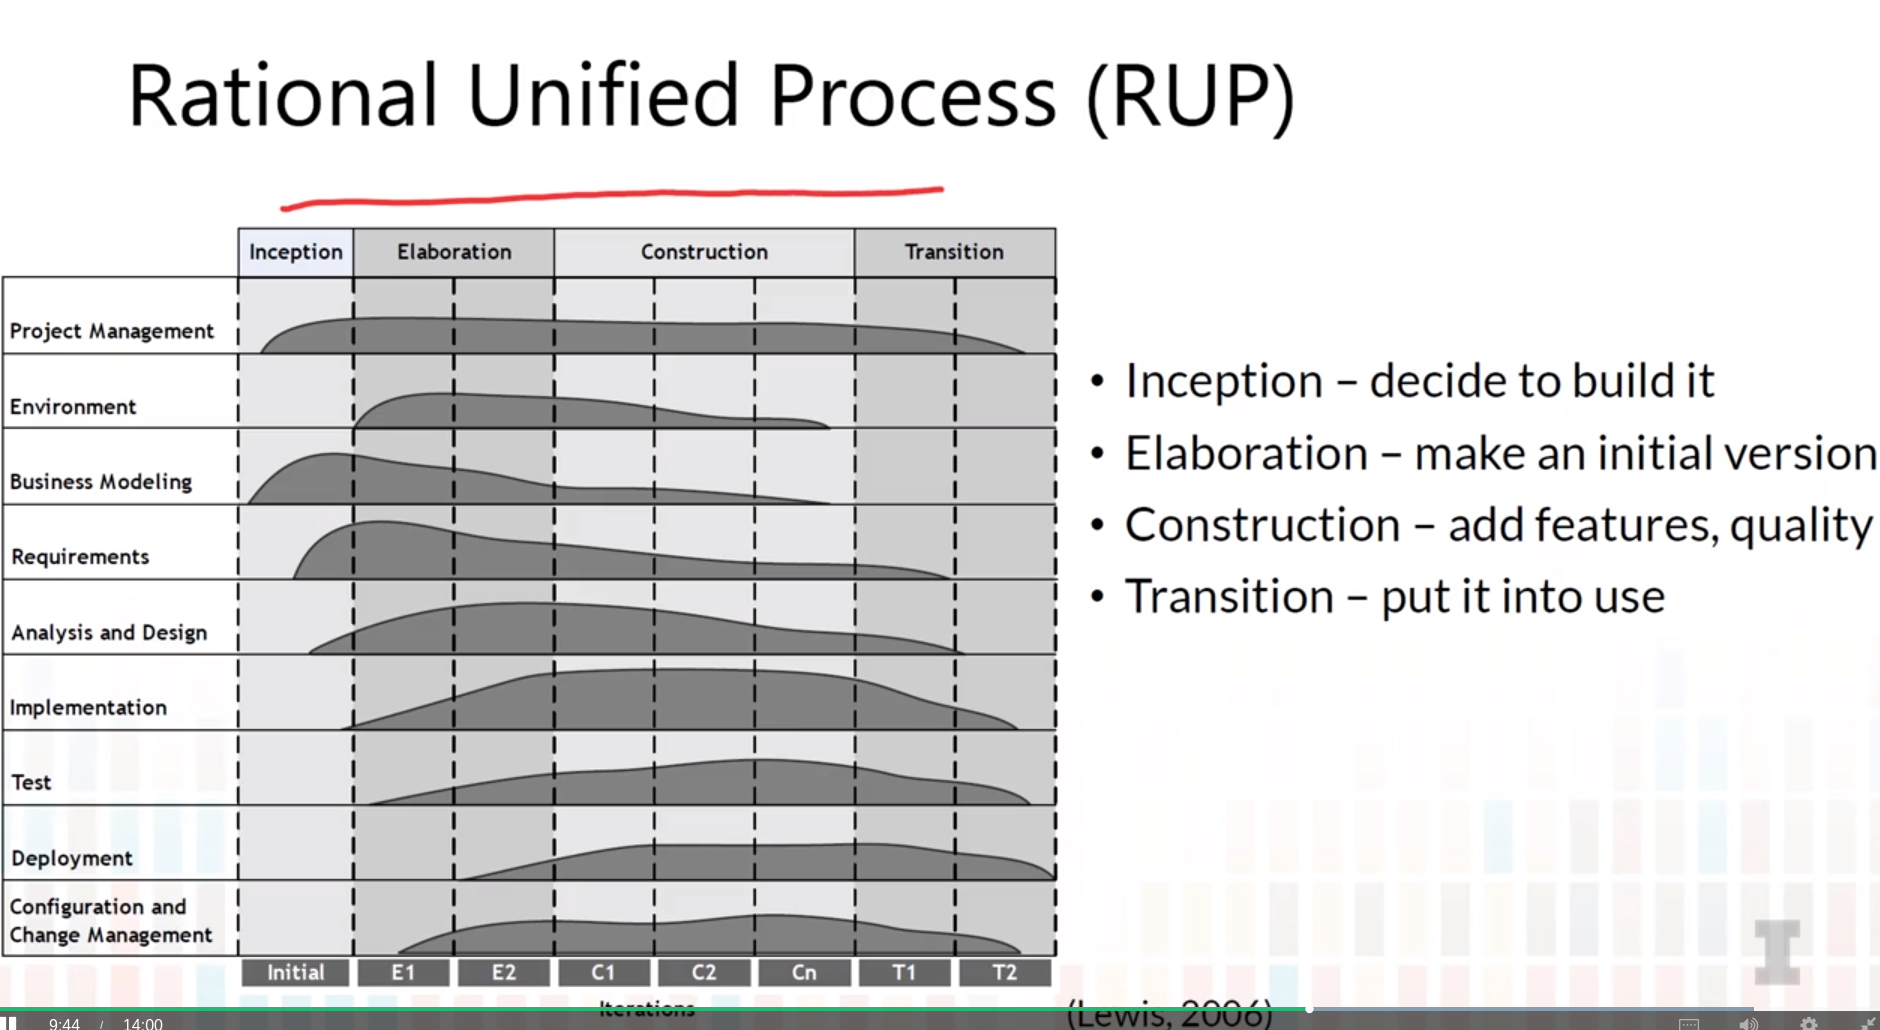 Rational Unified Process (RUP)
Inception Elaboration Construction Transition
Project Management
Environment
Business Modeling
Requirements
Analysis and Design
Implementation
Test
Deployment
Configuration and
Change Management
Initial E1 E2 C1 C2 Cn T1 T2
Iterations
• Inception – decide to build it
• Elaboration – make an initial version
• Construction – add features, quality
• Transition – put it into use
(Lewis, 2006)
I
9:44 / 14:00